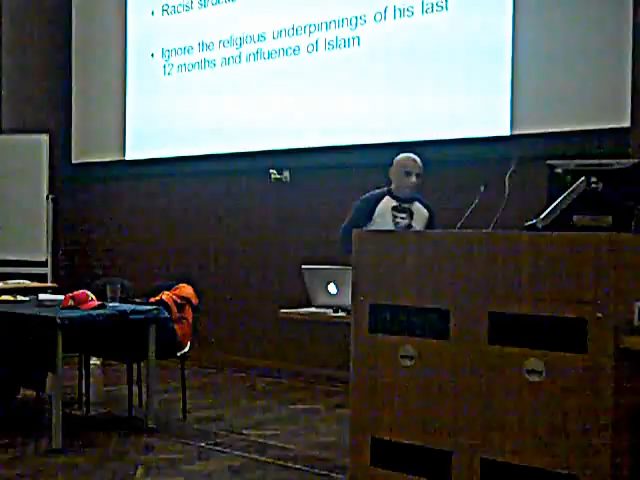 • Racist
• Ignore the religious underpinnings of his last
12 months and influence of Islam